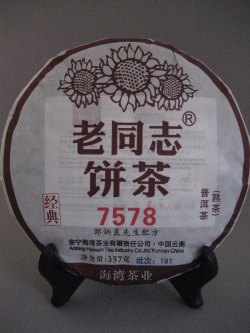 老同志®
饼茶
经典
7578
普洱茶
(熟茶)
邹炳良先生配方
安宁海湾茶业有限责任公司·中国云南
Anning Haiwan Tea Industry Co.,ltd.Yunnan China
净含量:357克 批次: 181
海湾茶业